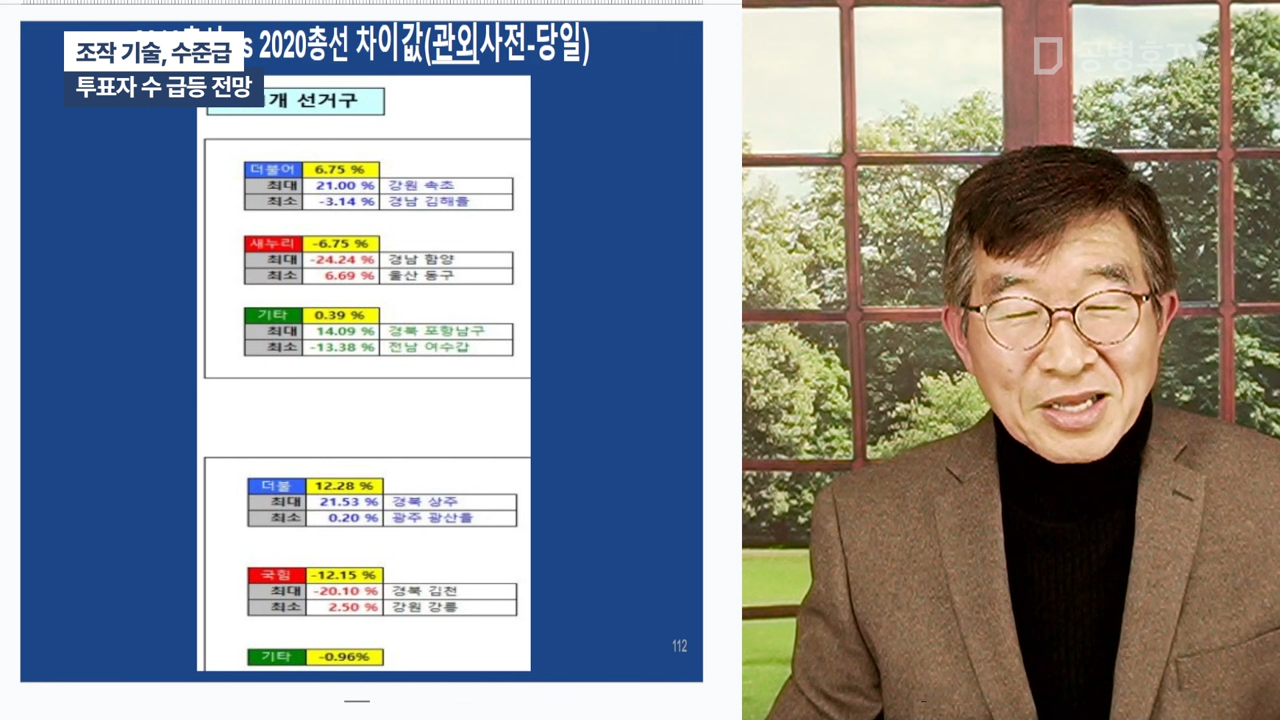 조작 기술, 수준급
투표자 수 급등 전망
2020총선 차이값(관외사전-당일)
개 선거구
더불어 6.75 %
최대 21.00 % 강원 속초
최소 -3.14 % 경남 김해을
새누리 -6.75 %
최대 -24.24 % 경남 함양
최소 6.69 % 울산 동구
기타 0.39 %
최대 14.09 % 경북 포항남구
최소 -13.38 % 전남 여수갑
더불 12.28 %
최대 21.53 % 경북 상주
최소 0.20 % 광주 광산을
국힘 -12.15 %
최대 -20.10 % 경북 김천
최소 2.50 % 강원 강릉
기타 -0.96%
112
공병호TV